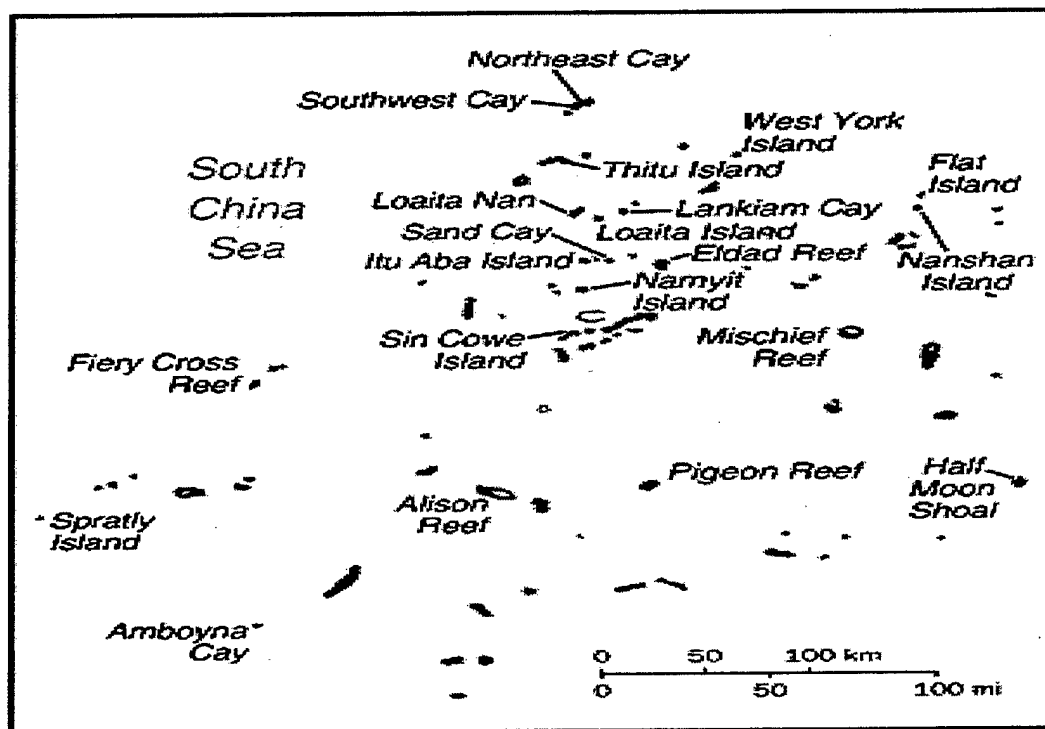 Northeast Cay
Southwest Cay
West York
Island
South
China
Sea
Thitu Island
Flat
Island
Loaita Nan
Lankiam Cay
Loaita Island
Sand Cay
Eldad Reef
Itu Aba Island
Nanshan
Island
Namyit
Island
Sin Cowe
Island
Mischief
Reef
Fiery Cross
Reef
Pigeon Reef
Half
Moon
Shoal
Alison
Reef
Spratly
Island
Amboyna
Cay
0 50 100 km
0 50 100 mi